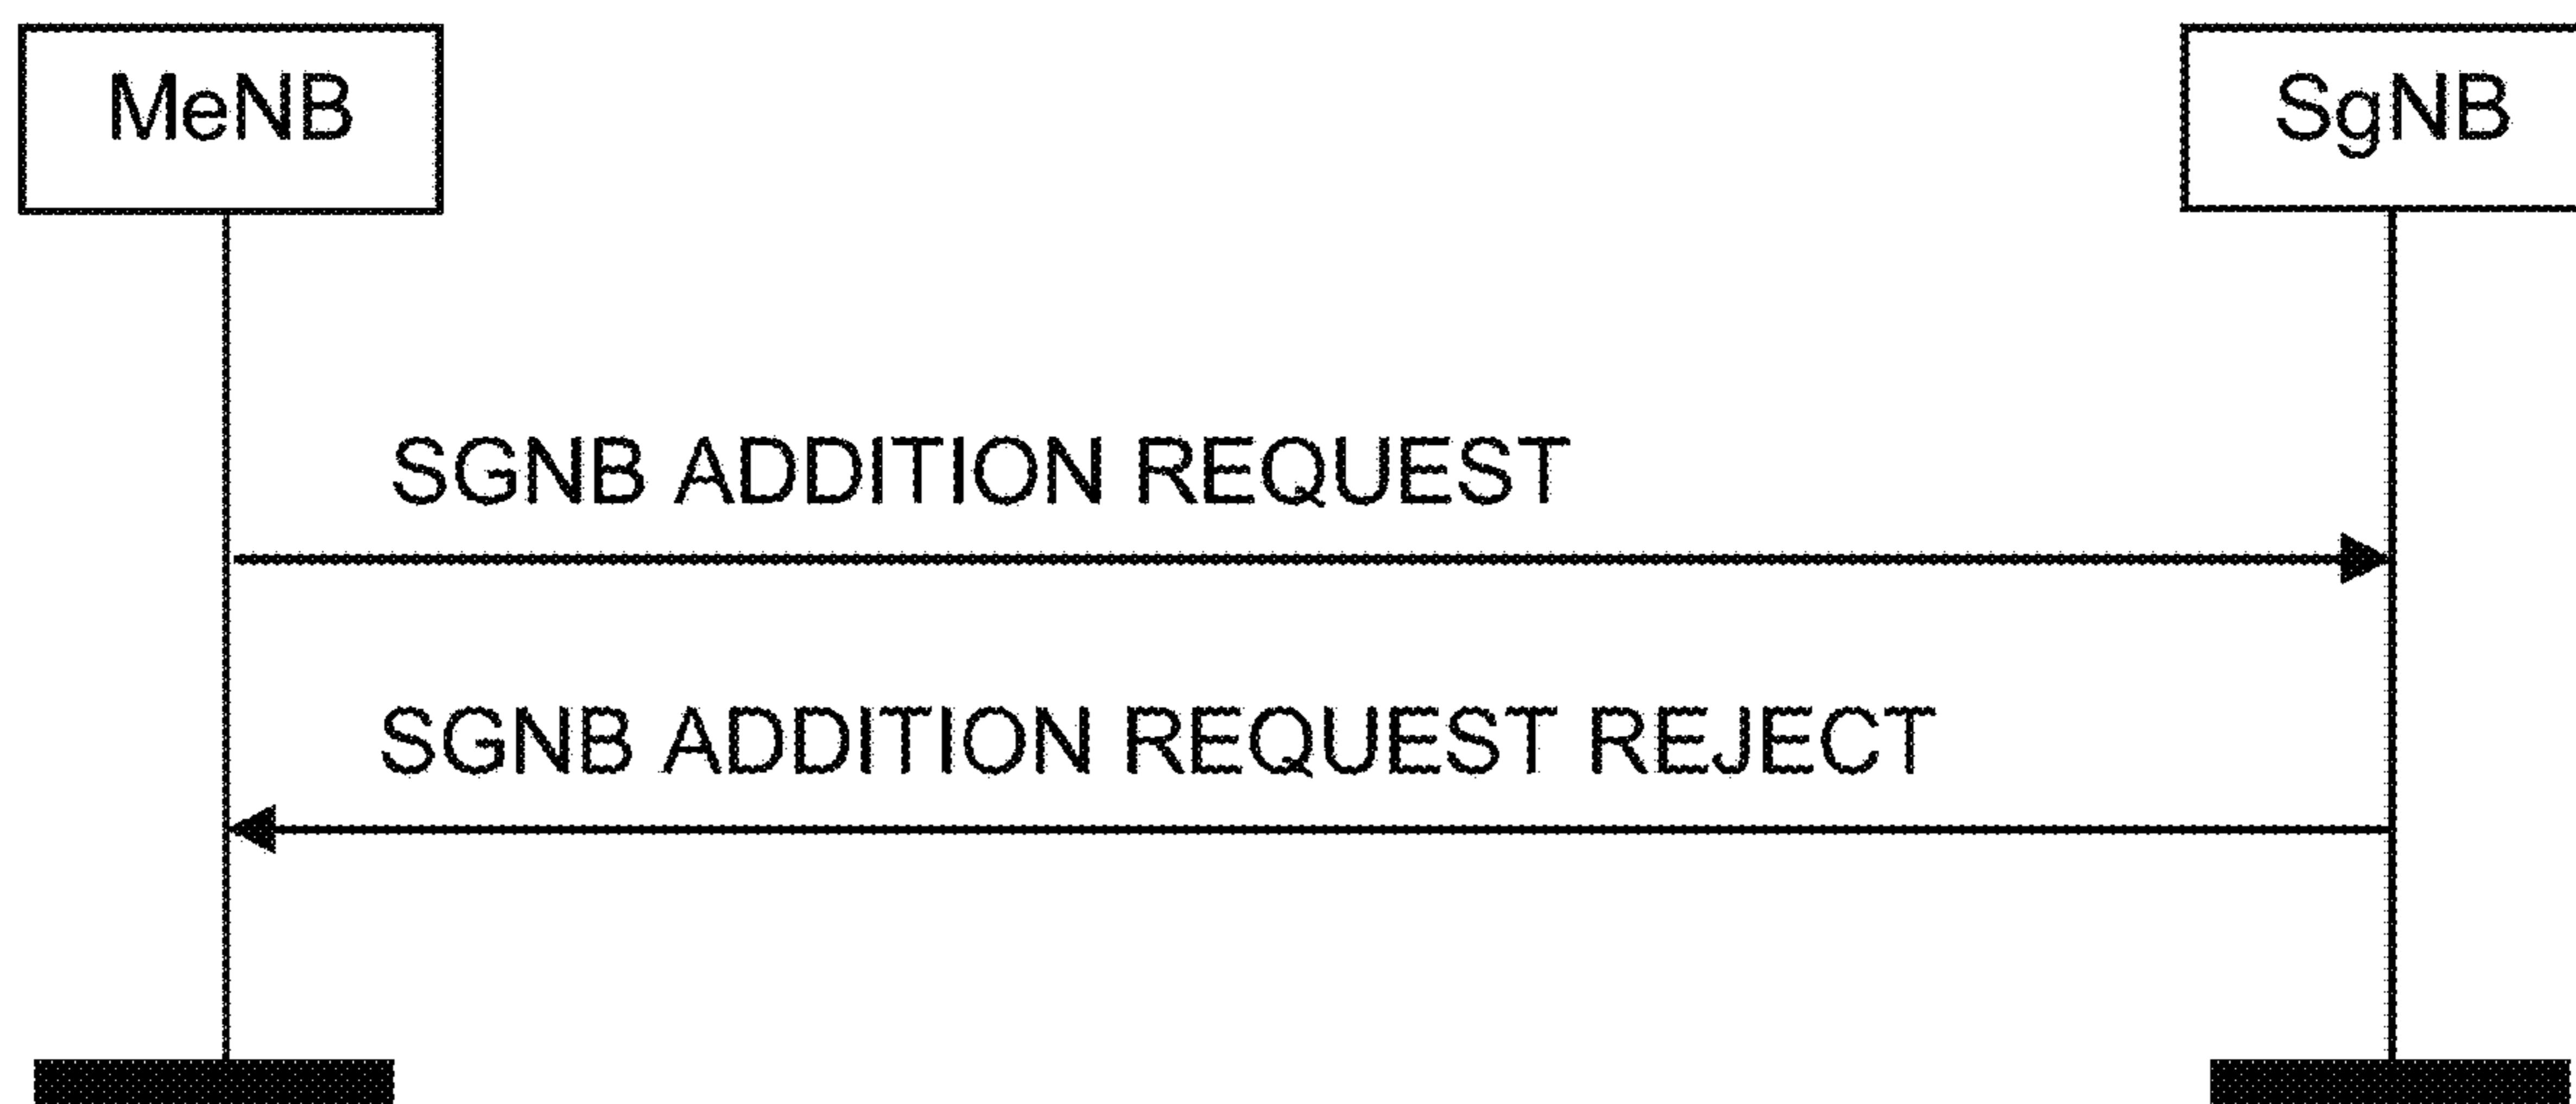 MeNB
SgNB
SGNB ADDITION REQUEST
SGNB ADDITION REQUEST REJECT